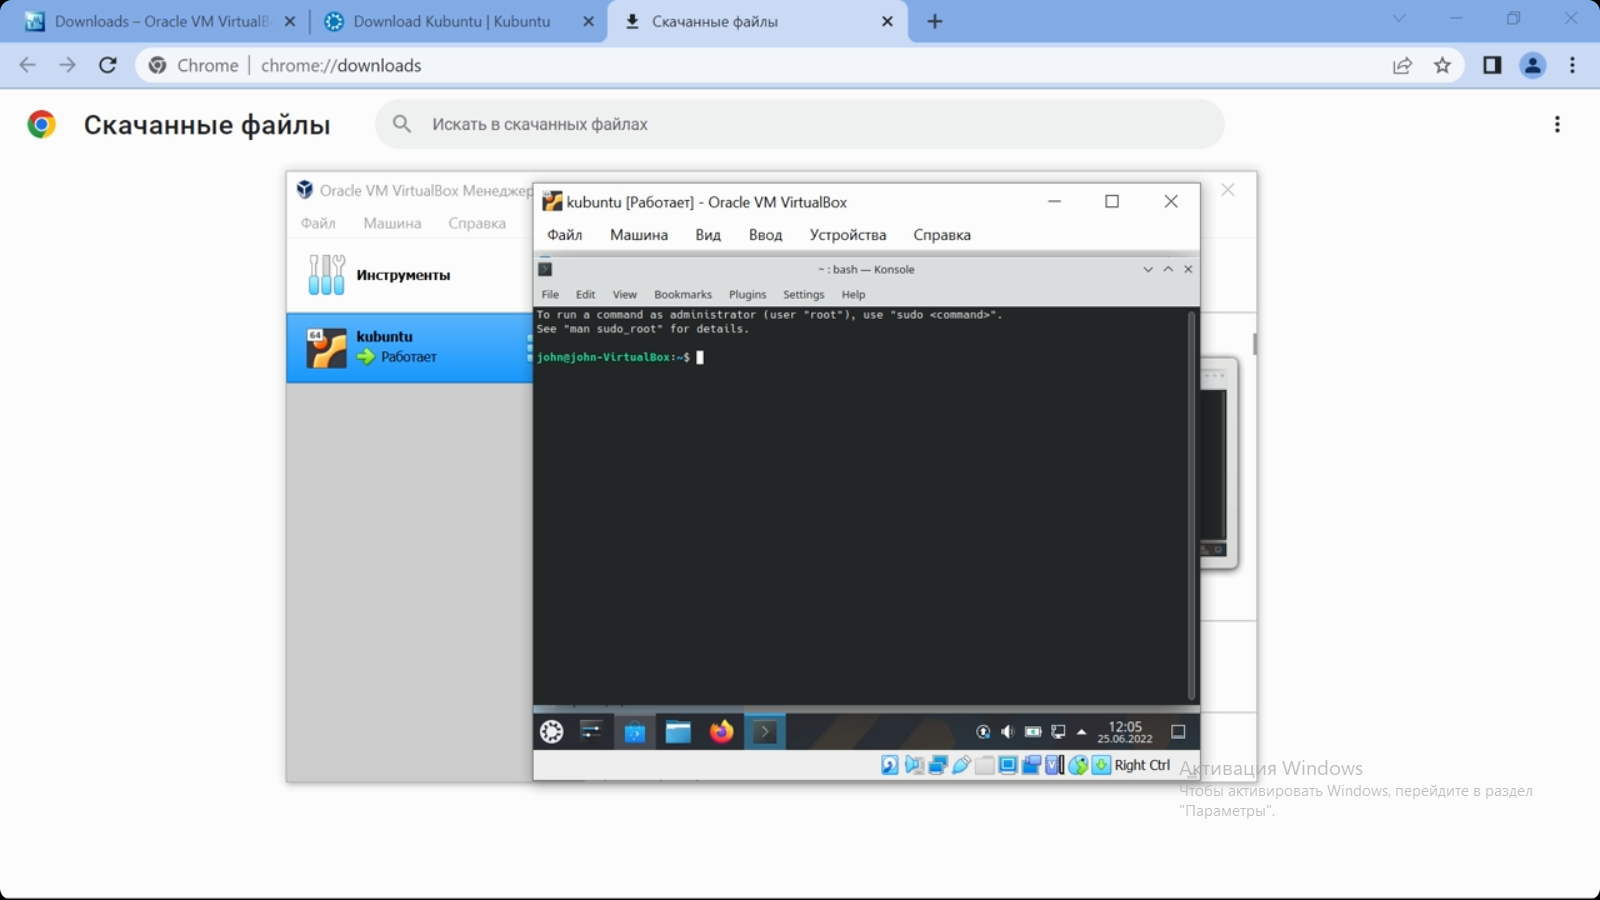 Downloads – Oracle VM VirtualB
Download Kubuntu | Kubuntu
Скачанные файлы
Chrome
chrome://downloads
Скачанные файлы
Искать в скачанных файлах
Oracle VM VirtualBox Менеджер
Файл
Машина
Справка
Инструменты
64
kubuntu
Работает
kubuntu [Работает] - Oracle VM VirtualBox
Файл
Машина
Вид
Ввод
Устройства
Справка
~ : bash — Konsole
File
Edit
View
Bookmarks
Plugins
Settings
Help
To run a command as administrator (user "root"), use "sudo <command>".
See "man sudo_root" for details.
john@john-VirtualBox:~$
12:05
25.06.2022
Right Ctrl
Активация Windows
Чтобы активировать Windows, перейдите в раздел
"Параметры".